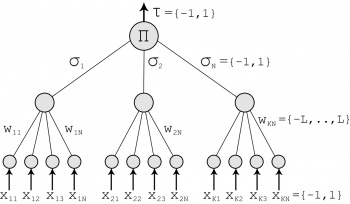 τ={-1,1}
Π
σ1 σ2 σN={-1,1}
W11 W1N W2N WKN={-L,..,L}
X11 X12 X13 X1N X21 X22 X23 X2N XK1 XK2 XK3 XKN={-1,1}